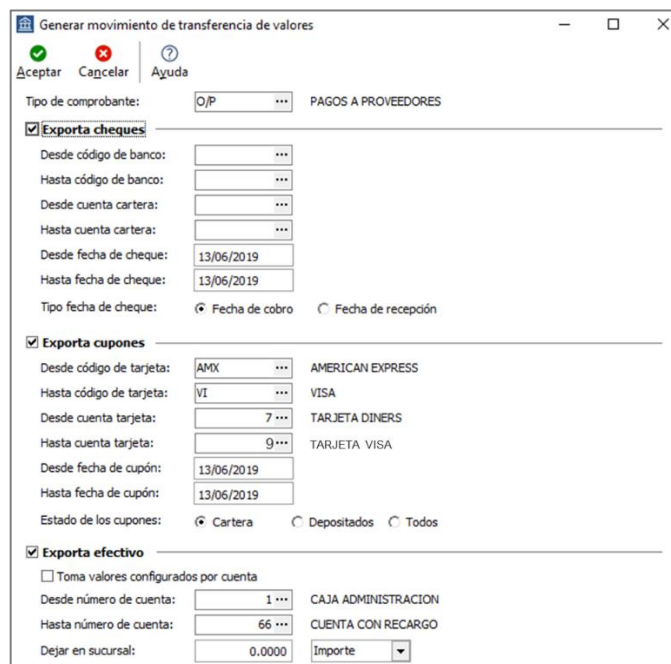 Generar movimiento de transferencia de valores
Aceptar Cancelar Ayuda
Tipo de comprobante: O/P ... PAGOS A PROVEEDORES
Exporta cheques
Desde código de banco: ...
Hasta código de banco: ...
Desde cuenta cartera: ...
Hasta cuenta cartera: ...
Desde fecha de cheque: 13/06/2019
Hasta fecha de cheque: 13/06/2019
Tipo fecha de cheque: Fecha de cobro Fecha de recepción
Exporta cupones
Desde código de tarjeta: AMX ... AMERICAN EXPRESS
Hasta código de tarjeta: VI ... VISA
Desde cuenta tarjeta: 7 ... TARJETA DINERS
Hasta cuenta tarjeta: 9 ... TARJETA VISA
Desde fecha de cupón: 13/06/2019
Hasta fecha de cupón: 13/06/2019
Estado de los cupones: Cartera Depositados Todos
Exporta efectivo
Toma valores configurados por cuenta
Desde número de cuenta: 1 ... CAJA ADMINISTRACION
Hasta número de cuenta: 66 ... CUENTA CON RECARGO
Dejar en sucursal: 0.0000 Importe